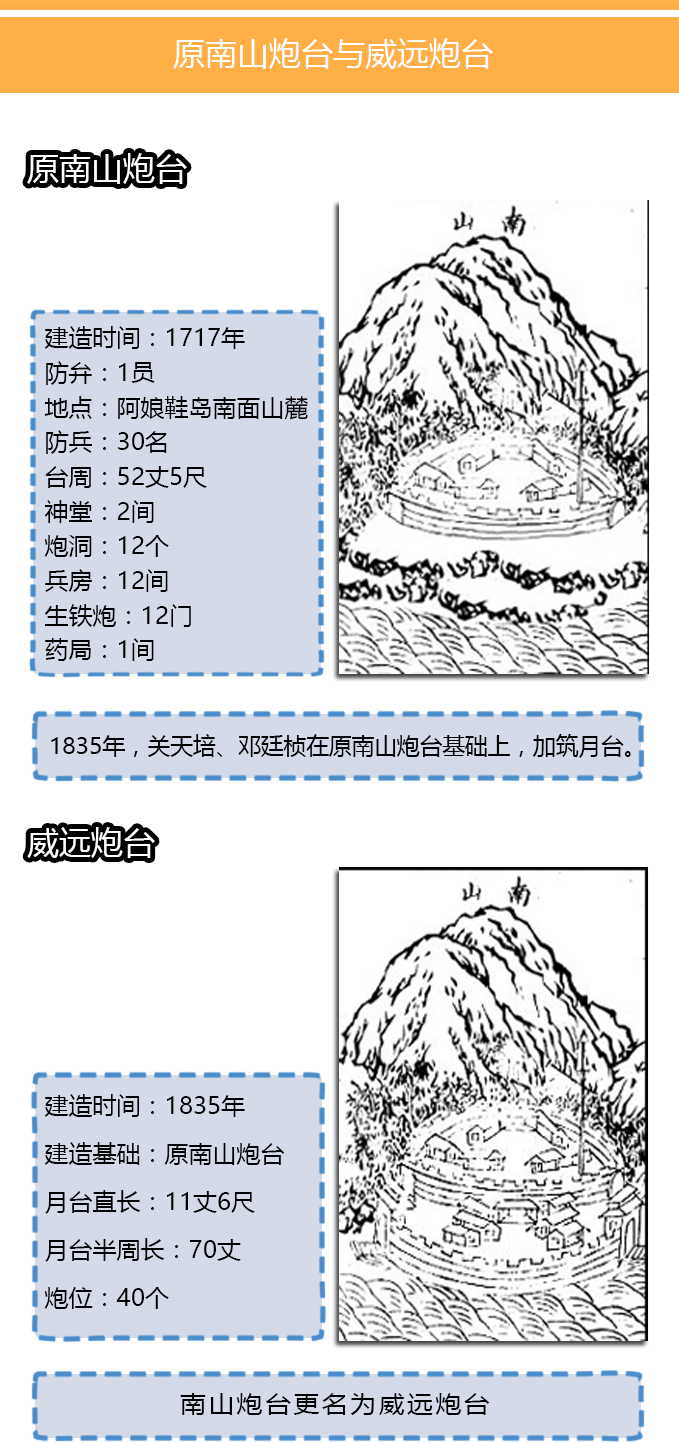 原南山炮台与威远炮台
原南山炮台
山 南
建造时间：1717年
防弁：1员
地点：阿娘鞋岛南面山麓
防兵：30名
台周：52丈5尺
神堂：2间
炮洞：12个
兵房：12间
生铁炮：12门
药局：1间
1835年，关天培、邓廷桢在原南山炮台基础上，加筑月台。
威远炮台
山 南
建造时间：1835年
建造基础：原南山炮台
月台直长：11丈6尺
月台半周长：70丈
炮位：40个
南山炮台更名为威远炮台